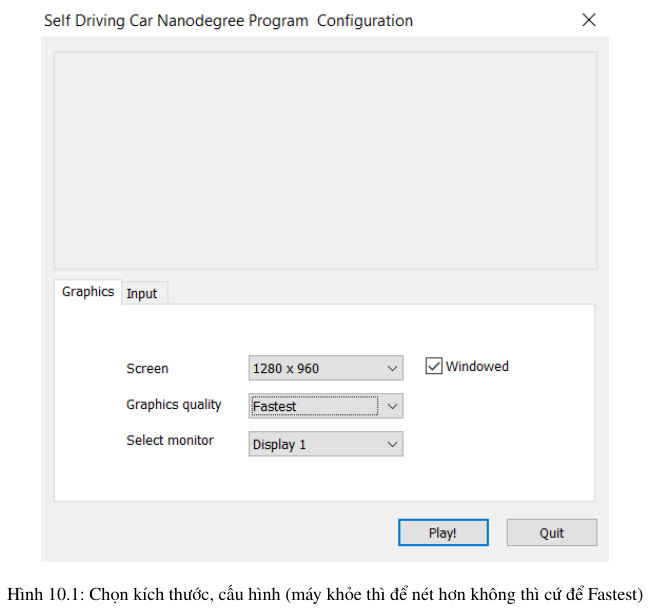 Self Driving Car Nanodegree Program  Configuration
Graphics
Input
Screen
1280 x 960
Windowed
Graphics quality
Fastest
Select monitor
Display 1
Play!
Quit
Hình 10.1: Chọn kích thước, cấu hình (máy khỏe thì để nét hơn không thì cứ để Fastest)